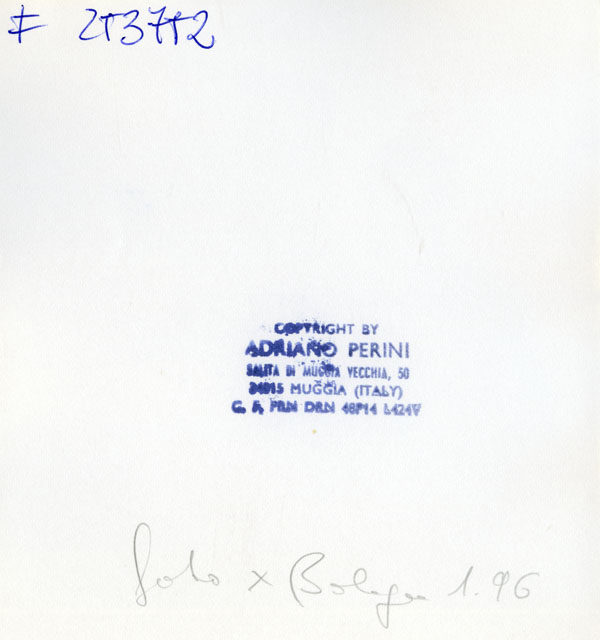 F 2T37T2
COPYRIGHT BY
ADRIANO PERINI
SALITA DI MUGGIA VECCHIA, 50
34015 MUGGIA (ITALY)
C. F. PRN DRN 48P14 L424V
foto x Bologna 1.96